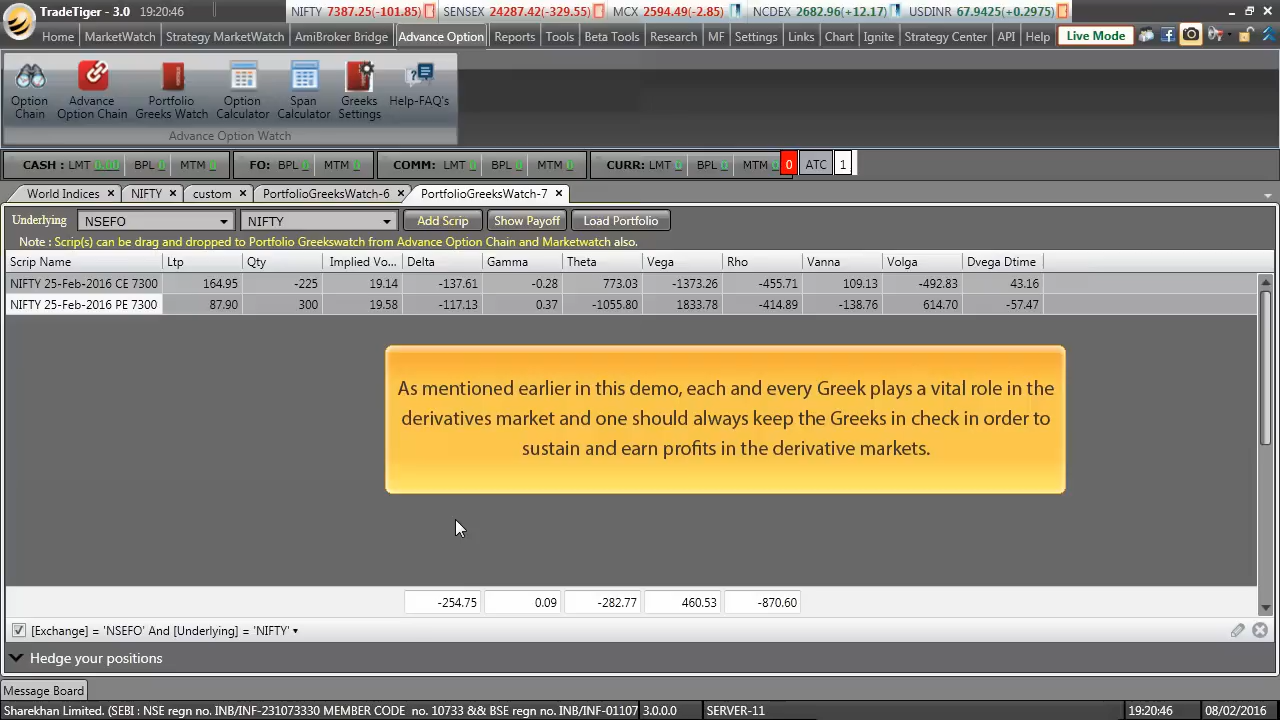 TradeTiger - 3.0 19:20:46 NIFTY 7387.25(-101.85) SENSEX 24287.42(-329.55) MCX 2594.49(-2.85) NCDEX 2682.96(+12.17) USDINR 67.9425(+0.2975)
Home MarketWatch Strategy MarketWatch AmiBroker Bridge Advance Option Reports Tools Beta Tools Research MF Settings Links Chart Ignite Strategy Center API Help Live Mode
Option Chain
Advance Option Chain
Portfolio Greeks Watch
Option Calculator
Span Calculator
Greeks Settings
Help-FAQ's
Advance Option Watch
CASH : LMT 0.00 BPL 0 MTM 0 FO: BPL 0 MTM 0 COMM: LMT 0 BPL 0 MTM 0 CURR: LMT 0 BPL 0 MTM 0 0 ATC 1
World Indices NIFTY custom PortfolioGreeksWatch-6 PortfolioGreeksWatch-7
Underlying NSEFO NIFTY Add Scrip Show Payoff Load Portfolio
Note : Scrip(s) can be drag and dropped to Portfolio Greekswatch from Advance Option Chain and Marketwatch also.
Scrip Name Ltp Qty Implied Vo... Delta Gamma Theta Vega Rho Vanna Volga Dvega Dtime
NIFTY 25-Feb-2016 CE 7300 164.95 -225 19.14 -137.61 -0.28 773.03 -1373.26 -455.71 109.13 -492.83 43.16
NIFTY 25-Feb-2016 PE 7300 87.90 300 19.58 -117.13 0.37 -1055.80 1833.78 -414.89 -138.76 614.70 -57.47
As mentioned earlier in this demo, each and every Greek plays a vital role in the
derivatives market and one should always keep the Greeks in check in order to
sustain and earn profits in the derivative markets.
-254.75 0.09 -282.77 460.53 -870.60
[Exchange] = 'NSEFO' And [Underlying] = 'NIFTY'
Hedge your positions
Message Board
Sharekhan Limited. (SEBI : NSE regn no. INB/INF-231073330 MEMBER CODE no. 10733 && BSE regn no. INB/INF-01107 3.0.0.0 SERVER-11 19:20:46 08/02/2016